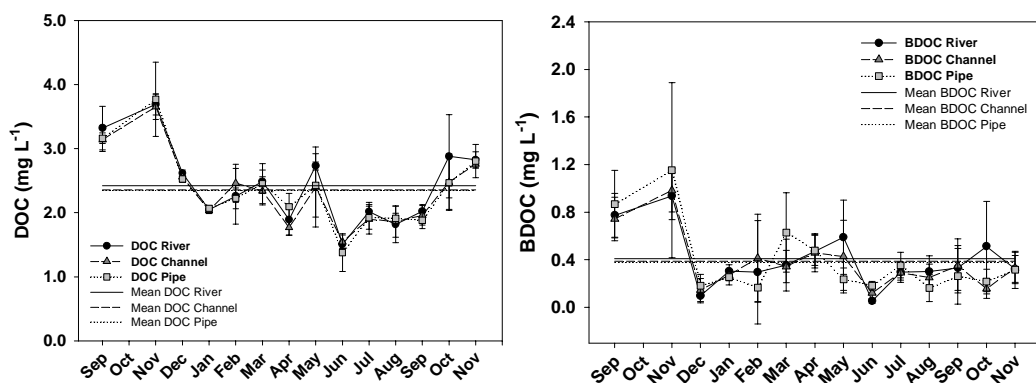 5.0
4.0
3.0
2.0
1.0
0.0
DOC (mg L-1)
DOC River
DOC Channel
DOC Pipe
Mean DOC River
Mean DOC Channel
Mean DOC Pipe
Sep Oct Nov Dec Jan Feb Mar Apr May Jun Jul Aug Sep Oct Nov
2.4
2.0
1.6
1.2
0.8
0.4
0.0
BDOC (mg L-1)
BDOC River
BDOC Channel
BDOC Pipe
Mean BDOC River
Mean BDOC Channel
Mean BDOC Pipe
Sep Oct Nov Dec Jan Feb Mar Apr May Jun Jul Aug Sep Oct Nov